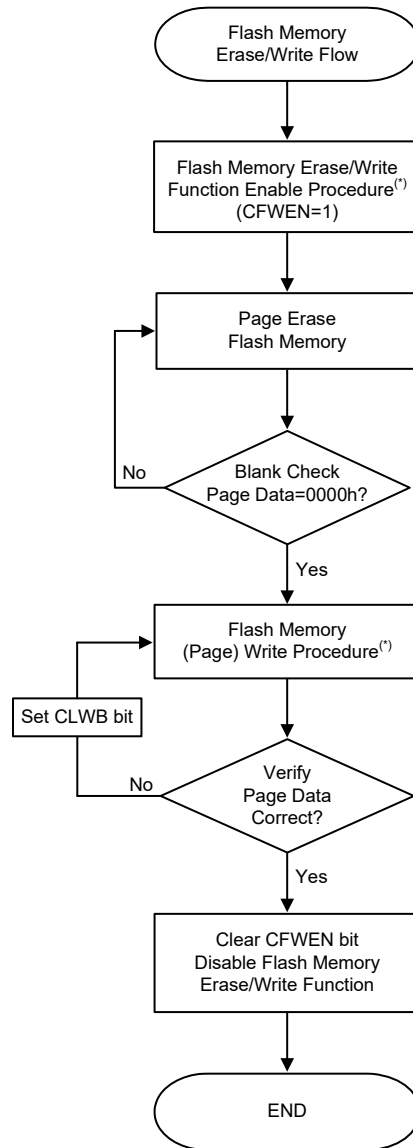 Flash Memory
Erase/Write Flow
Flash Memory Erase/Write
Function Enable Procedure(*)
(CFWEN=1)
Page Erase
Flash Memory
No
Blank Check
Page Data=0000h?
Yes
Flash Memory
(Page) Write Procedure(*)
Set CLWB bit
No
Verify
Page Data
Correct?
Yes
Clear CFWEN bit
Disable Flash Memory
Erase/Write Function
END